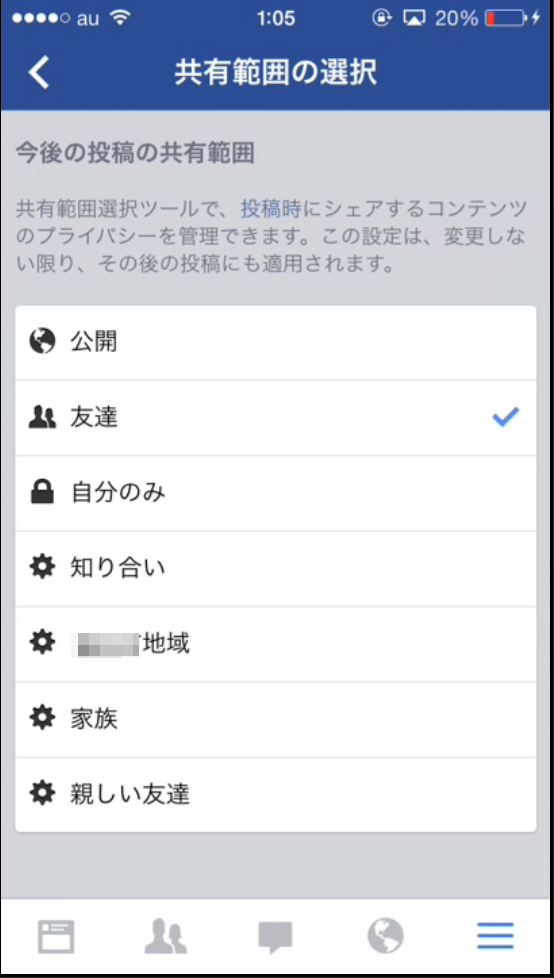 au 1:05 20%
共有範囲の選択
今後の投稿の共有範囲
共有範囲選択ツールで、投稿時にシェアするコンテンツ
のプライバシーを管理できます。この設定は、変更しな
い限り、その後の投稿にも適用されます。
公開
友達
自分のみ
知り合い
地域
家族
親しい友達